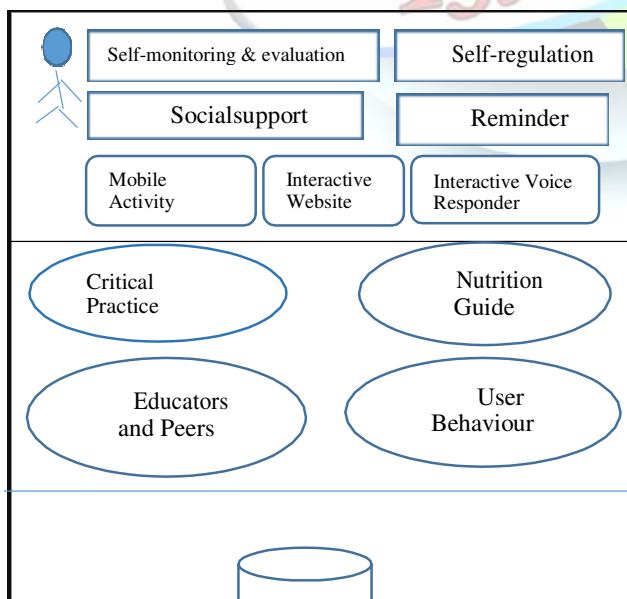 Self-monitoring & evaluation
Self-regulation
Socialsupport
Reminder
Mobile
Activity
Interactive
Website
Interactive Voice
Responder
Critical
Practice
Nutrition
Guide
Educators
and Peers
User
Behaviour